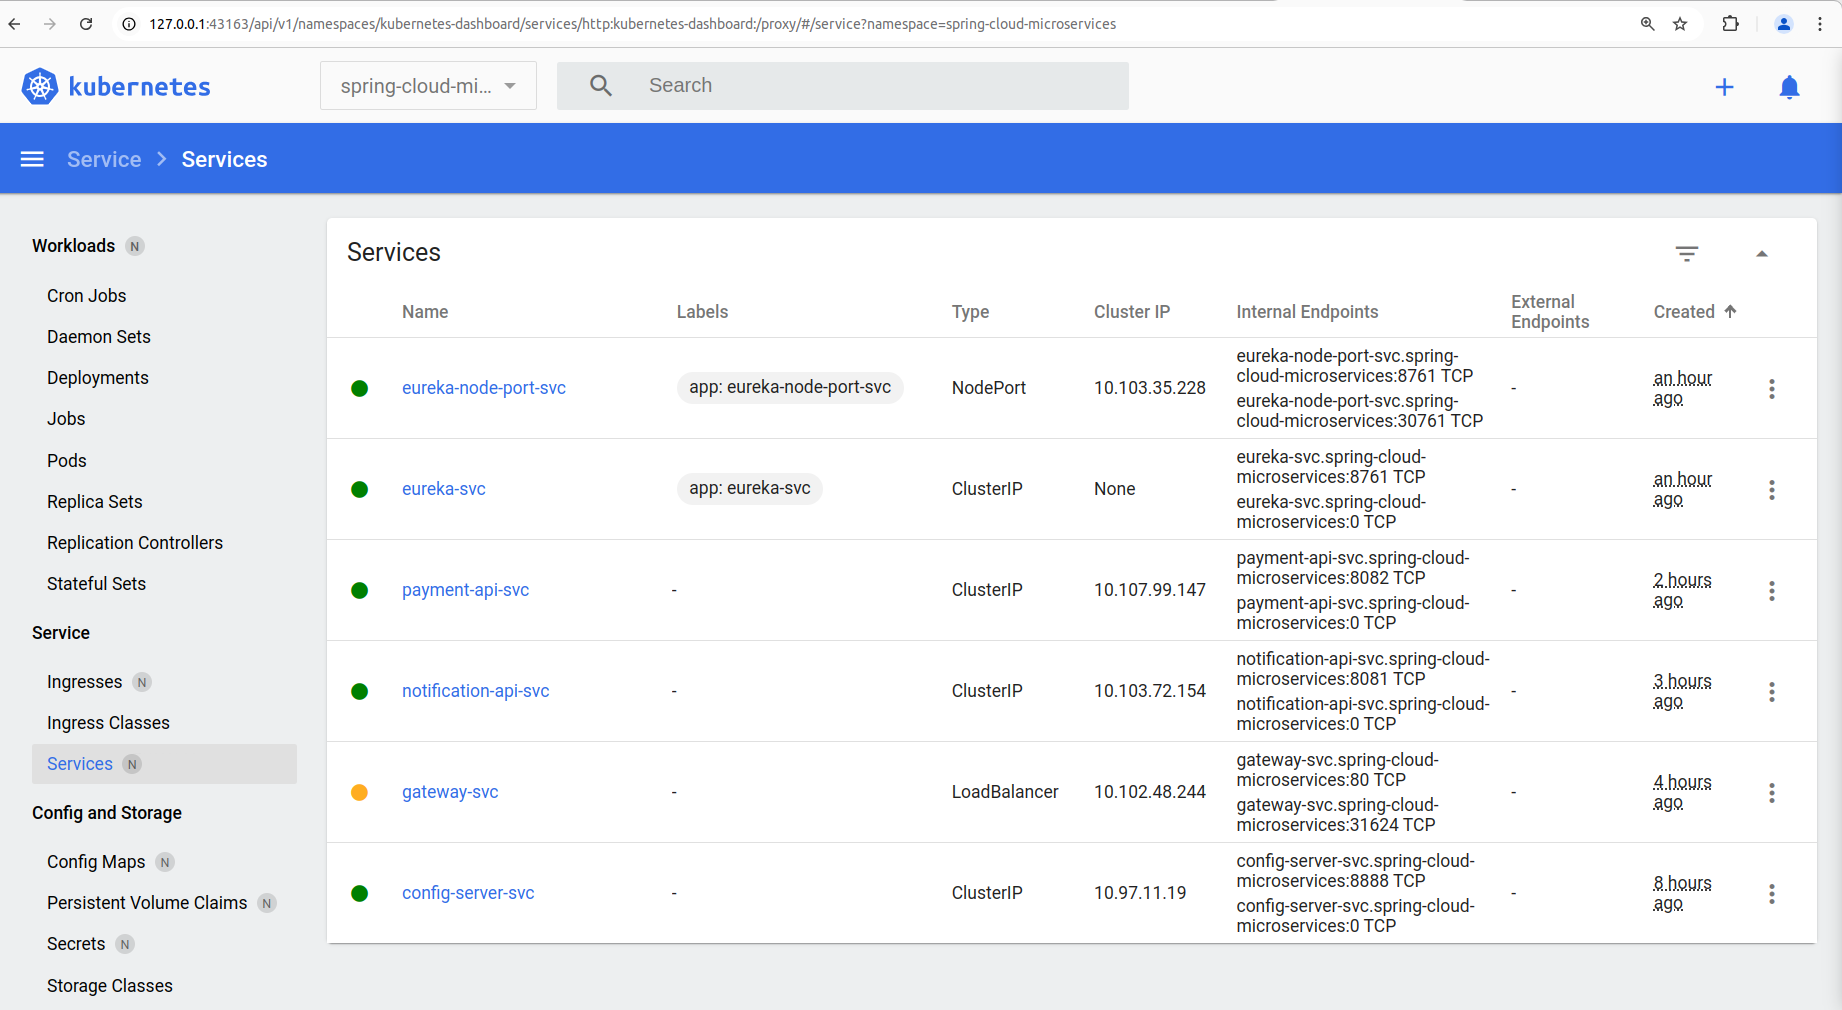 127.0.0.1:43163/api/v1/namespaces/kubernetes-dashboard/services/http:kubernetes-dashboard:/proxy/#/service?namespace=spring-cloud-microservices
kubernetes
spring-cloud-mi...
Search
Service
Services
Workloads N
Cron Jobs
Daemon Sets
Deployments
Jobs
Pods
Replica Sets
Replication Controllers
Stateful Sets
Service
Ingresses N
Ingress Classes
Services N
Config and Storage
Config Maps N
Persistent Volume Claims N
Secrets N
Storage Classes
Services
Name Labels Type Cluster IP Internal Endpoints External Endpoints Created
eureka-node-port-svc
app: eureka-node-port-svc
NodePort
10.103.35.228
eureka-node-port-svc.spring-
cloud-microservices:8761 TCP
eureka-node-port-svc.spring-
cloud-microservices:30761 TCP
-
an hour
ago
eureka-svc
app: eureka-svc
ClusterIP
None
eureka-svc.spring-cloud-
microservices:8761 TCP
eureka-svc.spring-cloud-
microservices:0 TCP
-
an hour
ago
payment-api-svc
-
ClusterIP
10.107.99.147
payment-api-svc.spring-cloud-
microservices:8082 TCP
payment-api-svc.spring-cloud-
microservices:0 TCP
-
2 hours
ago
notification-api-svc
-
ClusterIP
10.103.72.154
notification-api-svc.spring-cloud-
microservices:8081 TCP
notification-api-svc.spring-cloud-
microservices:0 TCP
-
3 hours
ago
gateway-svc
-
LoadBalancer
10.102.48.244
gateway-svc.spring-cloud-
microservices:80 TCP
gateway-svc.spring-cloud-
microservices:31624 TCP
-
4 hours
ago
config-server-svc
-
ClusterIP
10.97.11.19
config-server-svc.spring-cloud-
microservices:8888 TCP
config-server-svc.spring-cloud-
microservices:0 TCP
-
8 hours
ago